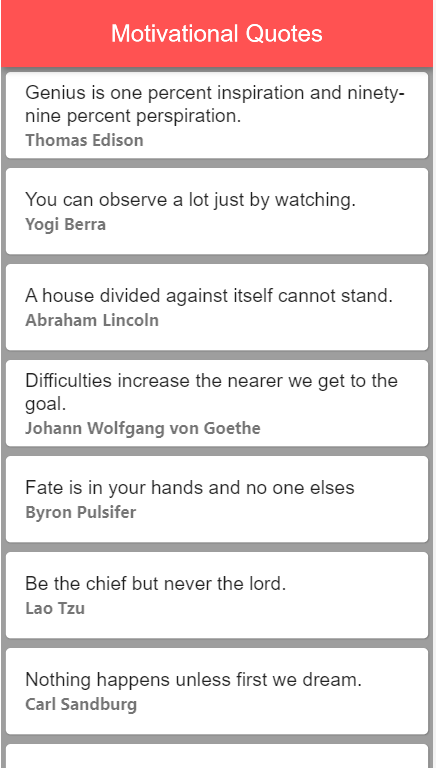 Motivational Quotes
Genius is one percent inspiration and ninety-
nine percent perspiration.
Thomas Edison
You can observe a lot just by watching.
Yogi Berra
A house divided against itself cannot stand.
Abraham Lincoln
Difficulties increase the nearer we get to the
goal.
Johann Wolfgang von Goethe
Fate is in your hands and no one elses
Byron Pulsifer
Be the chief but never the lord.
Lao Tzu
Nothing happens unless first we dream.
Carl Sandburg